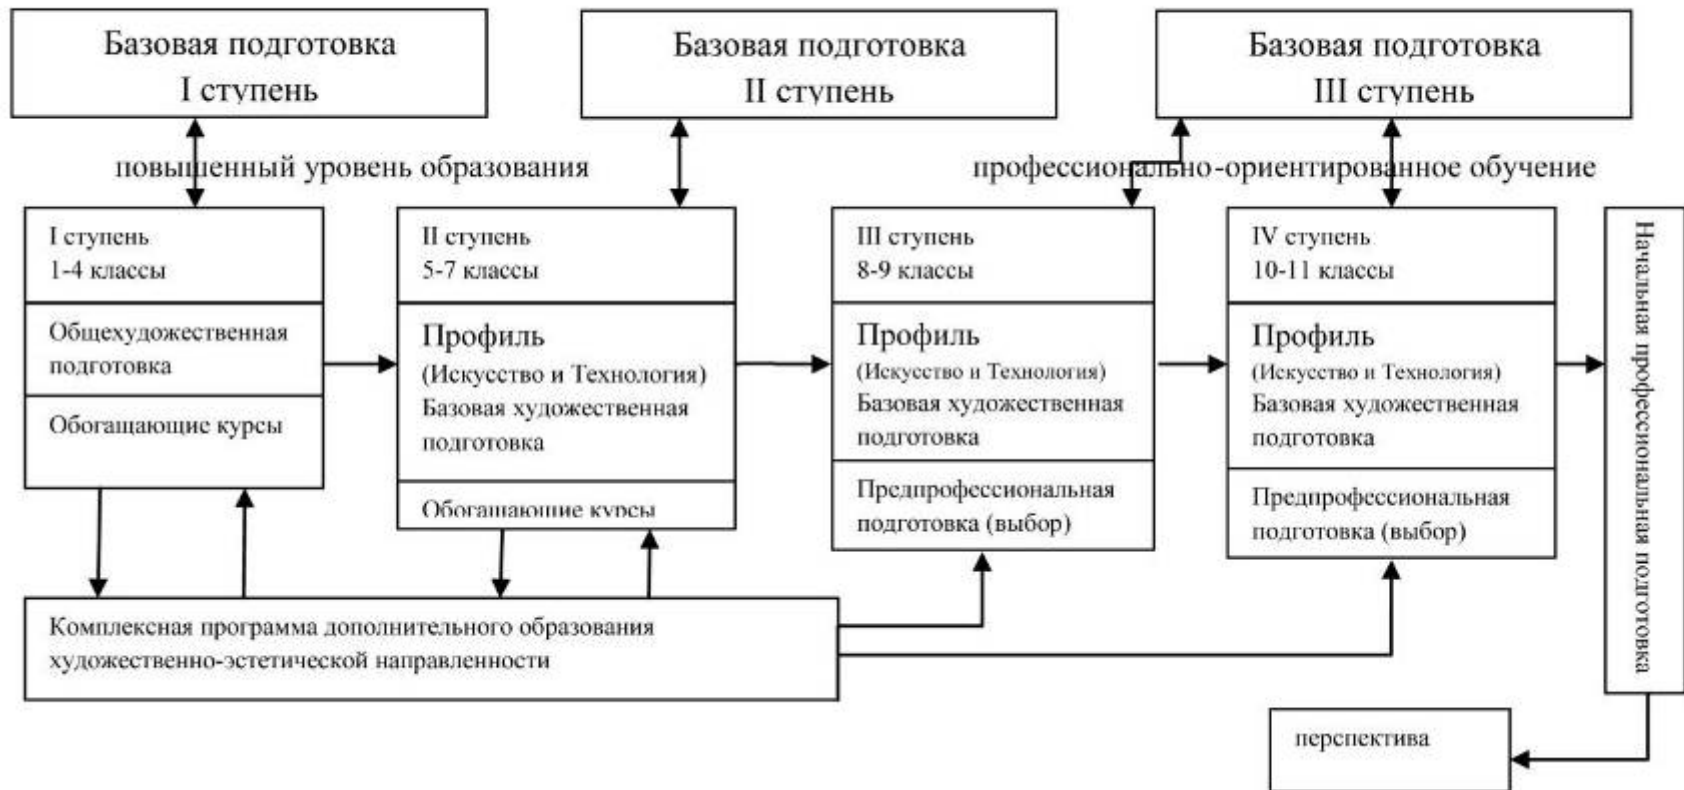 Базовая подготовка
I ступень
Базовая подготовка
II ступень
Базовая подготовка
III ступень
повышенный уровень образования
профессионально-ориентированное обучение
I ступень
1-4 классы
Общехудожественная
подготовка
Обогащающие курсы
II ступень
5-7 классы
Профиль
(Искусство и Технология)
Базовая художественная
подготовка
Обогащающие курсы
III ступень
8-9 классы
Профиль
(Искусство и Технология)
Базовая художественная
подготовка
Предпрофессиональная
подготовка (выбор)
IV ступень
10-11 классы
Профиль
(Искусство и Технология)
Базовая художественная
подготовка
Предпрофессиональная
подготовка (выбор)
Начальная профессиональная подготовка
Комплексная программа дополнительного образования
художественно-эстетической направленности
перспектива